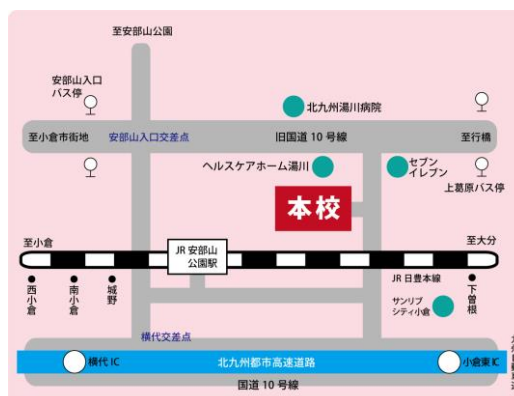 至安部山公園
安部山入口
バス停
北九州湯川病院
至小倉市街地
安部山入口交差点
旧国道10号線
至行橋
ヘルスケアホーム湯川
セブン
イレブン
上葛原バス停
本校
至小倉
JR 安部山
公園駅
至大分
西小倉
南小倉
城野
JR 日豊本線
下曽根
サンリブ
シティ小倉
横代交差点
横代 IC
北九州都市高速道路
小倉東 IC
国道 10 号線